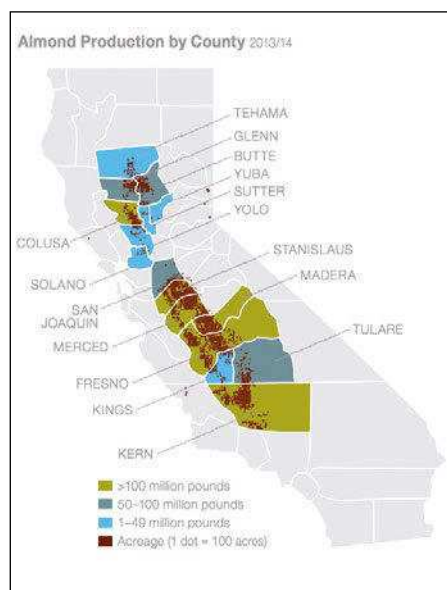 Almond Production by County 2013/14
TEHAMA
GLENN
BUTTE
YUBA
SUTTER
YOLO
COLUSA
STANISLAUS
SOLANO
MADERA
SAN
JOAQUIN
TULARE
MERCED
FRESNO
KINGS
KERN
>100 million pounds
50–100 million pounds
1–49 million pounds
Acreage (1 dot = 100 acres)